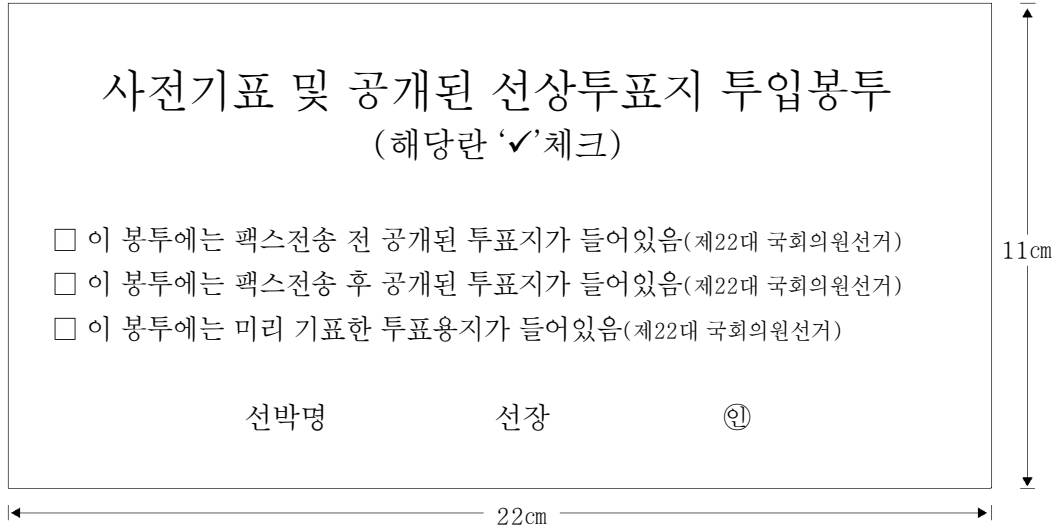 사전기표 및 공개된 선상투표지 투입봉투
(해당란 ‘✔’체크)
□ 이 봉투에는 팩스전송 전 공개된 투표지가 들어있음(제22대 국회의원선거)
□ 이 봉투에는 팩스전송 후 공개된 투표지가 들어있음(제22대 국회의원선거)
□ 이 봉투에는 미리 기표한 투표용지가 들어있음(제22대 국회의원선거)
선박명 선장 ㊞
11㎝
22㎝